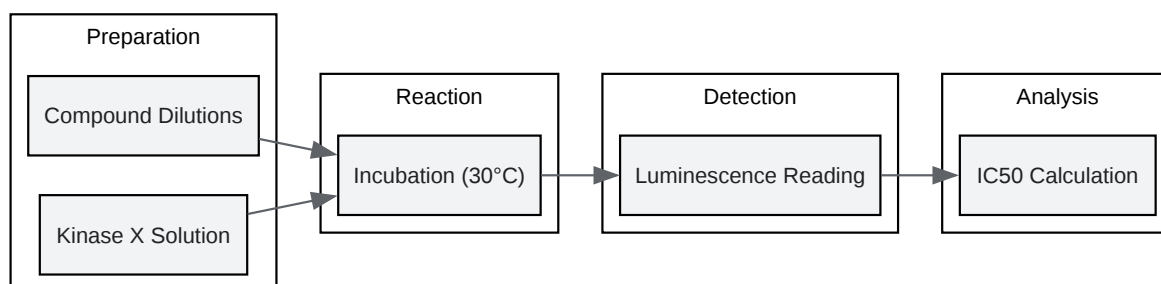 Preparation
Compound Dilutions
Kinase X Solution
Reaction
Incubation (30°C)
Detection
Luminescence Reading
Analysis
IC50 Calculation